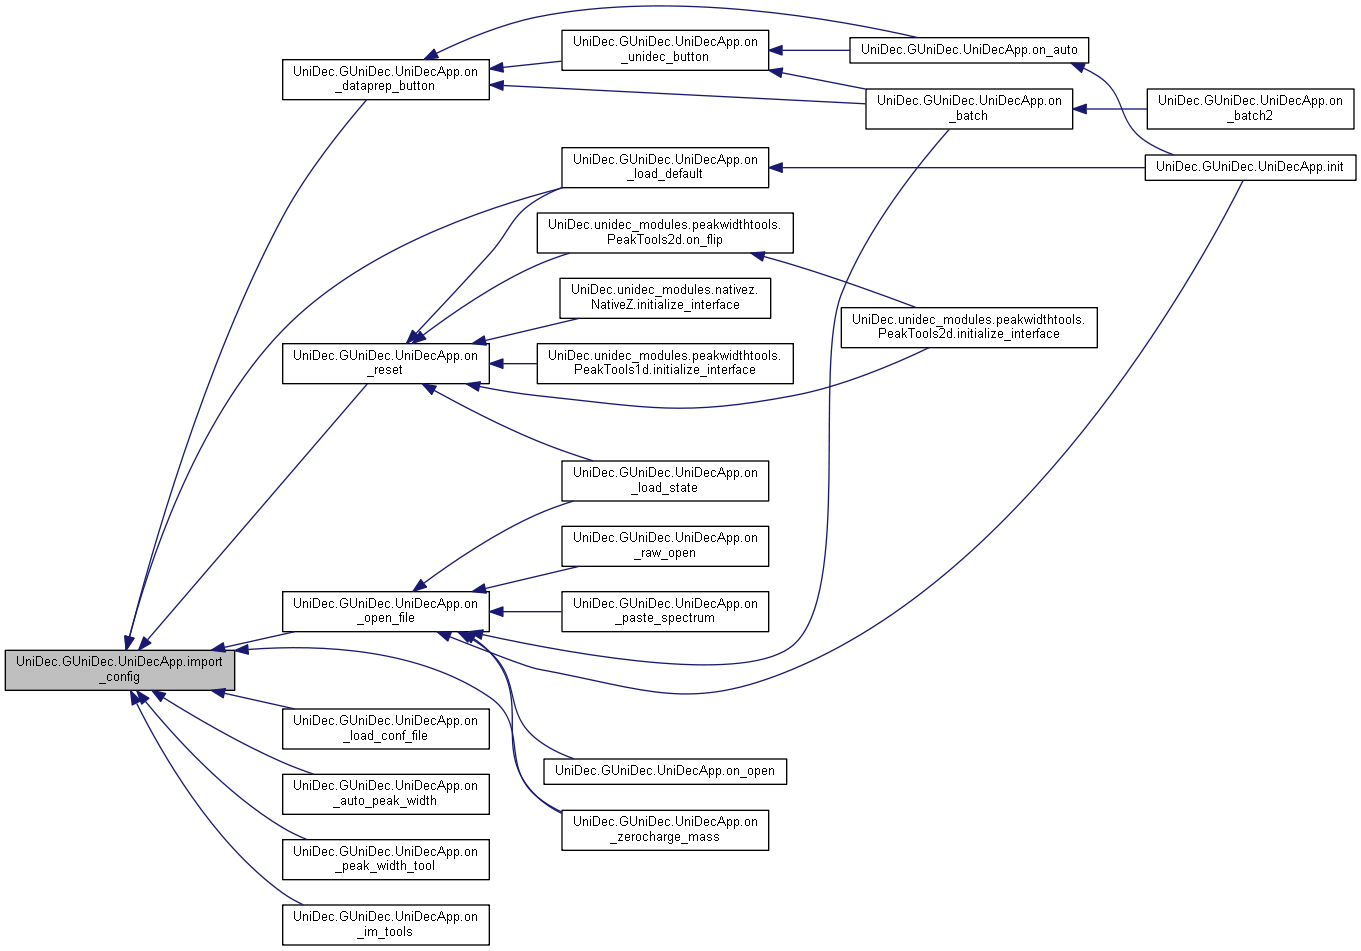 UniDec.GUniDec.UniDecApp.on
_unidec_button
UniDec.GUniDec.UniDecApp.on_auto
UniDec.GUniDec.UniDecApp.on
_dataprep_button
UniDec.GUniDec.UniDecApp.on
_batch
UniDec.GUniDec.UniDecApp.on
_batch2
UniDec.GUniDec.UniDecApp.on
_load_default
UniDec.GUniDec.UniDecApp.init
UniDec.unidec_modules.peakwidthtools.
PeakTools2d.on_flip
UniDec.unidec_modules.nativez.
NativeZ.initialize_interface
UniDec.unidec_modules.peakwidthtools.
PeakTools2d.initialize_interface
UniDec.GUniDec.UniDecApp.on
_reset
UniDec.unidec_modules.peakwidthtools.
PeakTools1d.initialize_interface
UniDec.GUniDec.UniDecApp.on
_load_state
UniDec.GUniDec.UniDecApp.on
_raw_open
UniDec.GUniDec.UniDecApp.on
_open_file
UniDec.GUniDec.UniDecApp.on
_paste_spectrum
UniDec.GUniDec.UniDecApp.import
_config
UniDec.GUniDec.UniDecApp.on
_load_conf_file
UniDec.GUniDec.UniDecApp.on_open
UniDec.GUniDec.UniDecApp.on
_auto_peak_width
UniDec.GUniDec.UniDecApp.on
_zerocharge_mass
UniDec.GUniDec.UniDecApp.on
_peak_width_tool
UniDec.GUniDec.UniDecApp.on
_im_tools